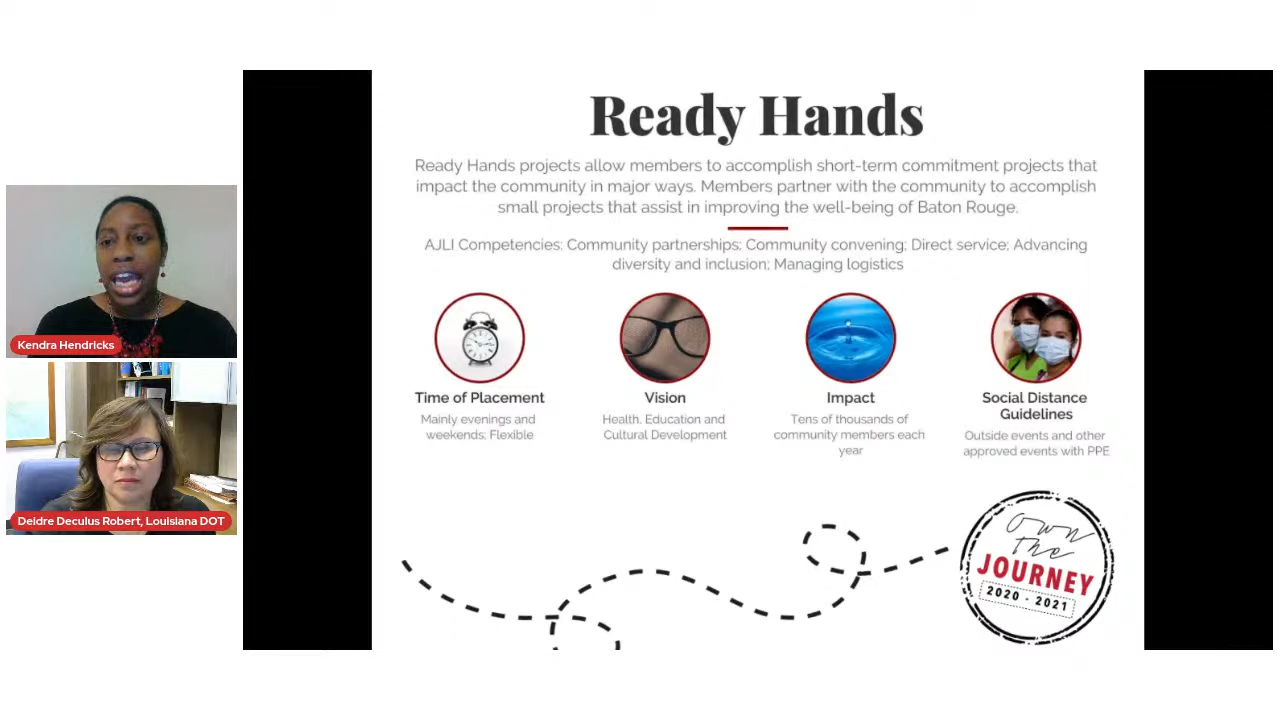 Ready Hands
Ready Hands projects allow members to accomplish short-term commitment projects that
impact the community in major ways. Members partner with the community to accomplish
small projects that assist in improving the well-being of Baton Rouge.
AJLI Competencies: Community partnerships; Community convening; Direct service; Advancing
diversity and inclusion; Managing logistics
Time of Placement
Mainly evenings and
weekends; Flexible
Vision
Health, Education and
Cultural Development
Impact
Tens of thousands of
community members each
year
Social Distance
Guidelines
Outside events and other
approved events with PPE
own
the
JOURNEY
2020 - 2021
Kendra Hendricks
Deidre Deculus Robert, Louisiana DOT